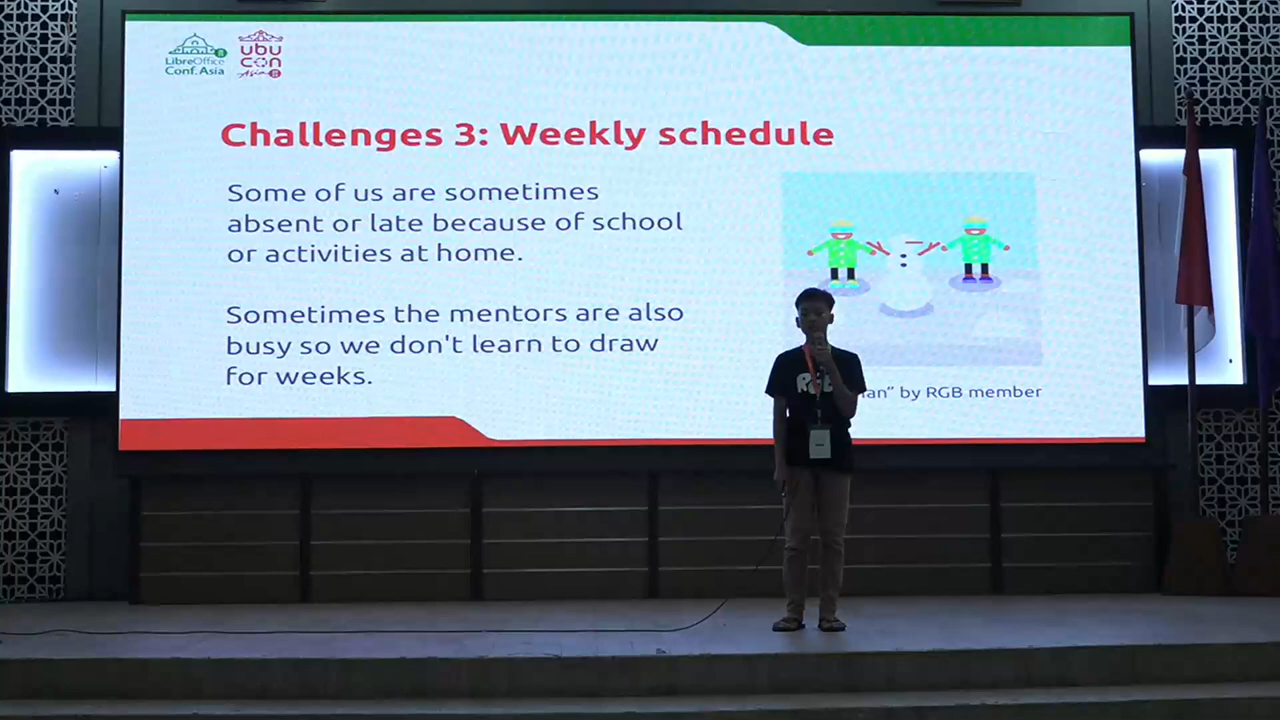 LibreOffice
Conf.Asia
ubu
con
Asia
Challenges 3: Weekly schedule
Some of us are sometimes
absent or late because of school
or activities at home.
Sometimes the mentors are also
busy so we don't learn to draw
for weeks.
by RGB member
RGB